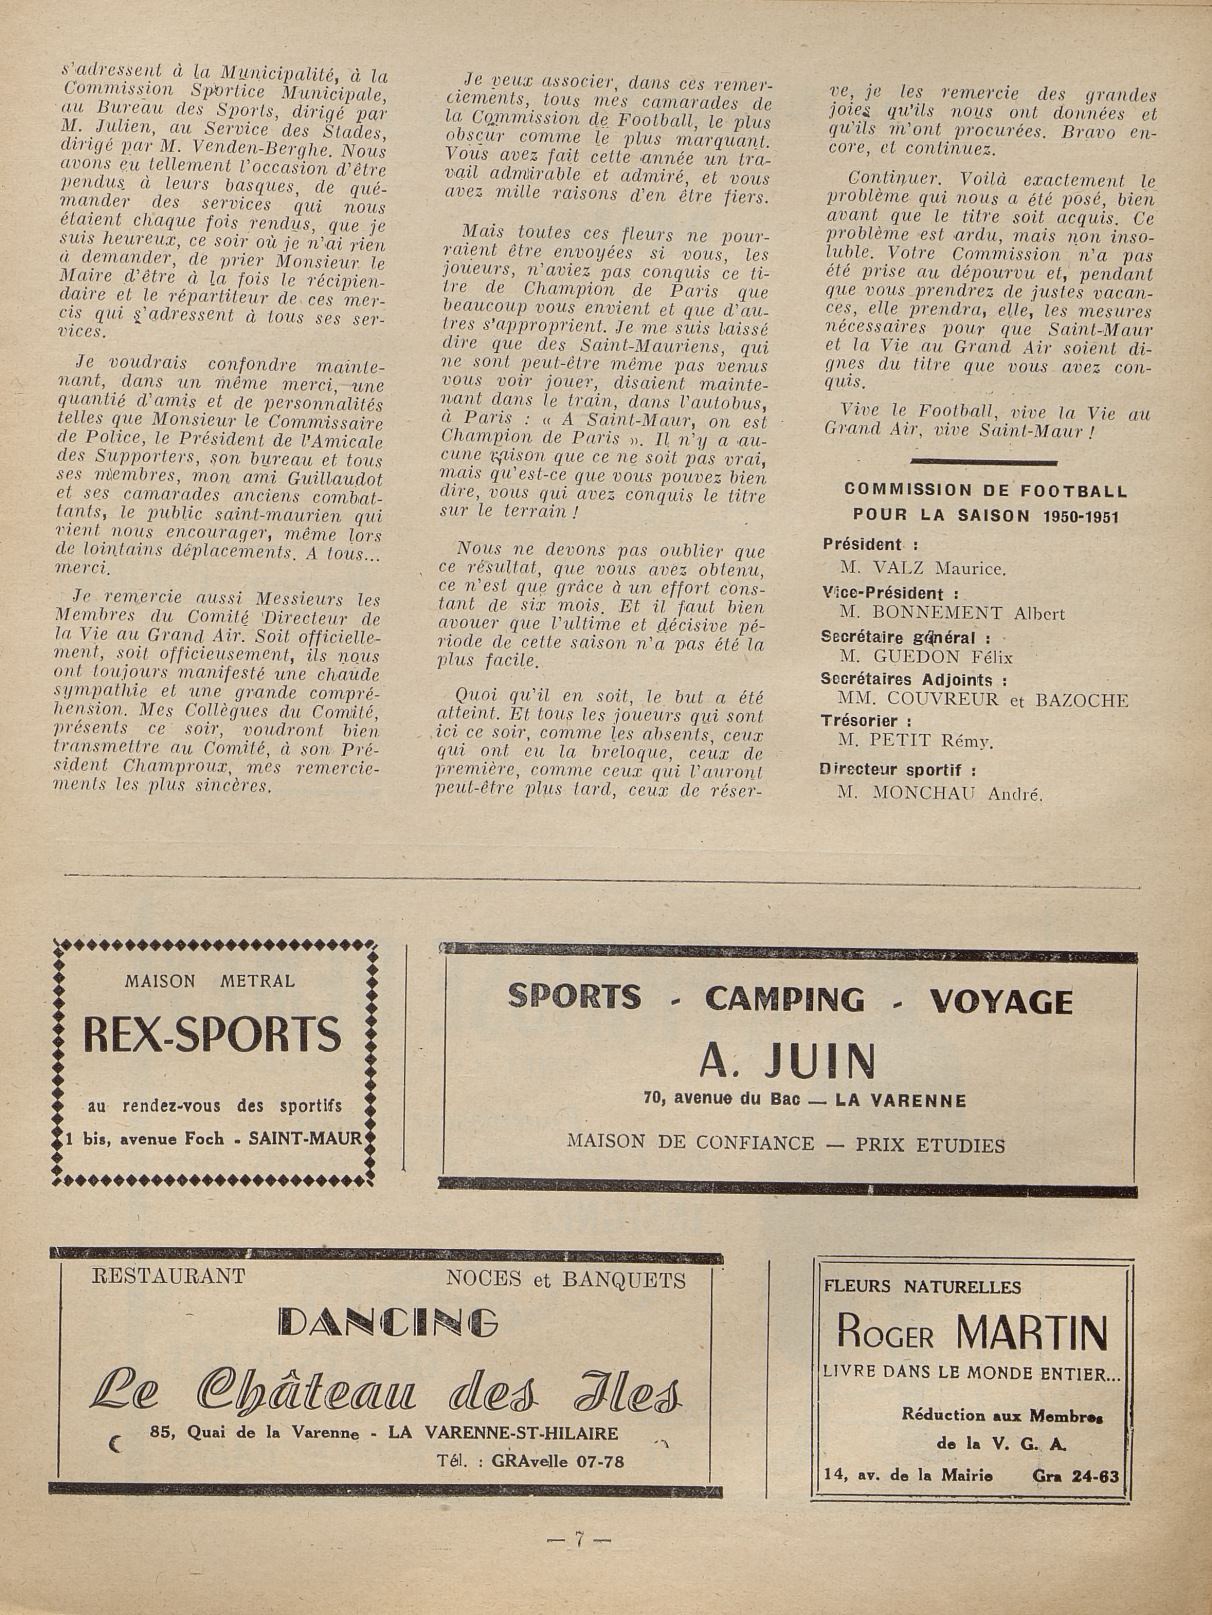 s'adressent à la Municipalité, à la
Commission Sportice Municipale,
au Bureau des Sports, dirigé par
M. Julien, au Service des Stades,
dirigé par M. Venden-Berghe. Nous
avons eu tellement l'occasion d'être
pendus à leurs basques, de qué-
mander des services qui nous
étaient chaque fois rendus, que je
suis heureux, ce soir où je n'ai rien
à demander, de prier Monsieur le
Maire d'être à la fois le récipien-
daire et le répartiteur de ces mer-
cis qui s'adressent à tous ses ser-
vices.
Je voudrais confondre mainte-
nant, dans un même merci, une
quantié d'amis et de personnalités
telles que Monsieur le Commissaire
de Police, le Président de l'Amicale
des Supporters, son bureau et tous
ses membres, mon ami Guillaudot
et ses camarades anciens combat-
tants, le public saint-maurien qui
vient nous encourager, même lors
de lointains déplacements. A tous...
merci.
Je remercie aussi Messieurs les
Membres du Comité Directeur de
la Vie au Grand Air. Soit officielle-
ment, soit officieusement, ils nous
ont toujours manifesté une chaude
sympathie et une grande compré-
hension. Mes Collègues du Comité,
présents ce soir, voudront bien
transmettre au Comité, à son Pré-
sident Champroux, mes remercie-
ments les plus sincères.
Je veux associer, dans ces remer-
ciements, tous mes camarades de
la Commission de Football, le plus
obscur comme le plus marquant.
Vous avez fait cette année un tra-
vail admirable et admiré, et vous
avez mille raisons d'en être fiers.
Mais toutes ces fleurs ne pour-
raient être envoyées si vous, les
joueurs, n'aviez pas conquis ce ti-
tre de Champion de Paris que
beaucoup vous envient et que d'au-
tres s'approprient. Je me suis laissé
dire que des Saint-Mauriens, qui
ne sont peut-être même pas venus
vous voir jouer, disaient mainte-
nant dans le train, dans l'autobus,
à Paris : « A Saint-Maur, on est
Champion de Paris ». Il n'y a au-
cune raison que ce ne soit pas vrai,
mais qu'est-ce que vous pouvez bien
dire, vous qui avez conquis le titre
sur le terrain !
Nous ne devons pas oublier que
ce résultat, que vous avez obtenu,
ce n'est que grâce à un effort cons-
tant de six mois. Et il faut bien
avouer que l'ultime et décisive pé-
riode de cette saison n'a pas été la
plus facile.
Quoi qu'il en soit, le but a été
atteint. Et tous les joueurs qui sont
ici ce soir, comme les absents, ceux
qui ont eu la breloque, ceux de
première, comme ceux qui l'auront
peut-être plus tard, ceux de réser-
ve, je les remercie des grandes
joies qu'ils nous ont données et
qu'ils m'ont procurées. Bravo en-
core, et continuez.
Continuer. Voilà exactement le
problème qui nous a été posé, bien
avant que le titre soit acquis. Ce
problème est ardu, mais non inso-
luble. Votre Commission n'a pas
été prise au dépourvu et, pendant
que vous prendrez de justes vacan-
ces, elle prendra, elle, les mesures
nécessaires pour que Saint-Maur
et la Vie au Grand Air soient di-
gnes du titre que vous avez con-
quis.
Vive le Football, vive la Vie au
Grand Air, vive Saint-Maur !
COMMISSION DE FOOTBALL
POUR LA SAISON 1950-1951
Président :
M. VALZ Maurice.
Vice-Président :
M. BONNEMENT Albert
Secrétaire général :
M. GUEDON Félix
Secrétaires Adjoints :
MM. COUVREUR et BAZOCHE
Trésorier :
M. PETIT Rémy.
Directeur sportif :
M. MONCHAU André.
MAISON METRAL
REX-SPORTS
au rendez-vous des sportifs
1 bis, avenue Foch - SAINT-MAUR
SPORTS - CAMPING - VOYAGE
A. JUIN
70, avenue du Bac — LA VARENNE
MAISON DE CONFIANCE — PRIX ETUDIES
RESTAURANT NOCES et BANQUETS
DANCING
Le Château des Iles
85, Quai de la Varenne - LA VARENNE-ST-HILAIRE
Tél. : GRAvelle 07-78
FLEURS NATURELLES
ROGER MARTIN
LIVRE DANS LE MONDE ENTIER...
Réduction aux Membres
de la V. G. A.
14, av. de la Mairie Gra 24-63
— 7 —